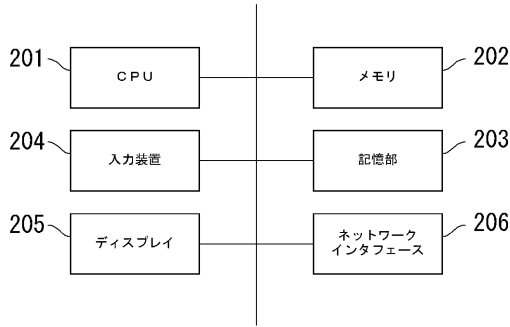 201
CPU
メモリ
202
204
入力装置
記憶部
203
205
ディスプレイ
ネットワーク
インタフェース
206